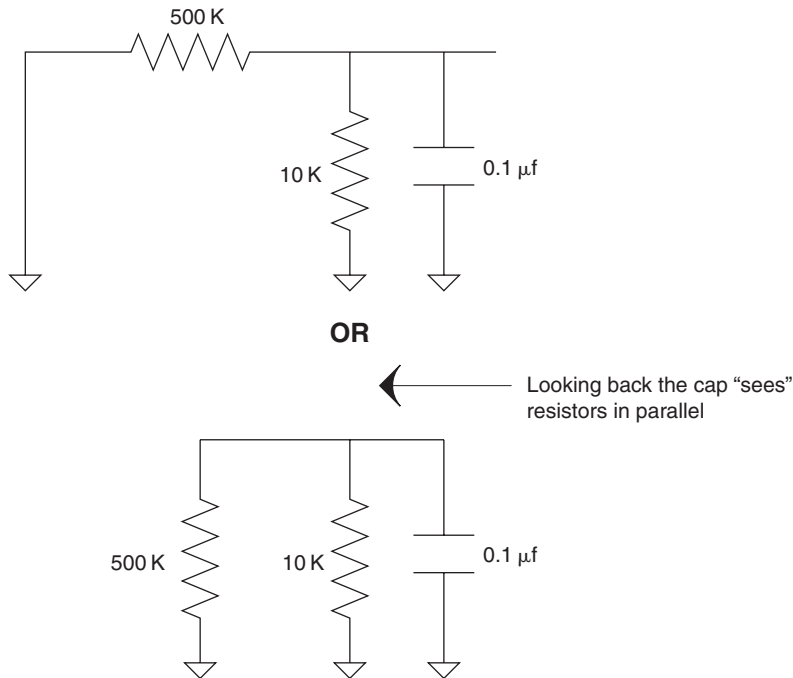 500 K
10 K
0.1 µf
OR
Looking back the cap “sees”
resistors in parallel
500 K
10 K
0.1 µf